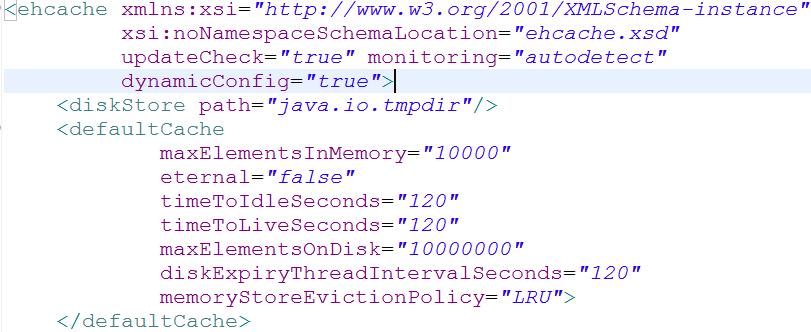 <ehcache xmlns:xsi="http://www.w3.org/2001/XMLSchema-instance"
xsi:noNamespaceSchemaLocation="ehcache.xsd"
updateCheck="true" monitoring="autodetect"
dynamicConfig="true">
<diskStore path="java.io.tmpdir"/>
<defaultCache
maxElementsInMemory="10000"
eternal="false"
timeToIdleSeconds="120"
timeToLiveSeconds="120"
maxElementsOnDisk="10000000"
diskExpiryThreadIntervalSeconds="120"
memoryStoreEvictionPolicy="LRU">
</defaultCache>